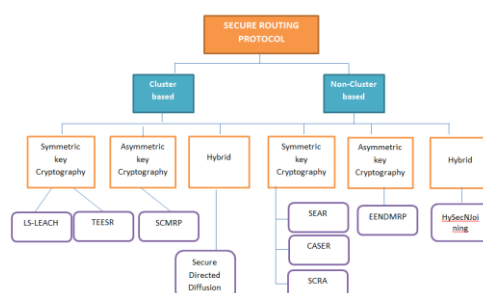 SECURE ROUTING
PROTOCOL
Cluster
based
Non-Cluster
based
Symmetric
key
Cryptography
Asymmetric
key
Cryptography
Hybrid
Symmetric
key
Cryptography
Asymmetric
key
Cryptography
Hybrid
LS-LEACH
TEESR
SCMRP
Secure
Directed
Diffusion
SEAR
CASER
SCRA
EENDMRP
HySecNJoi
ning